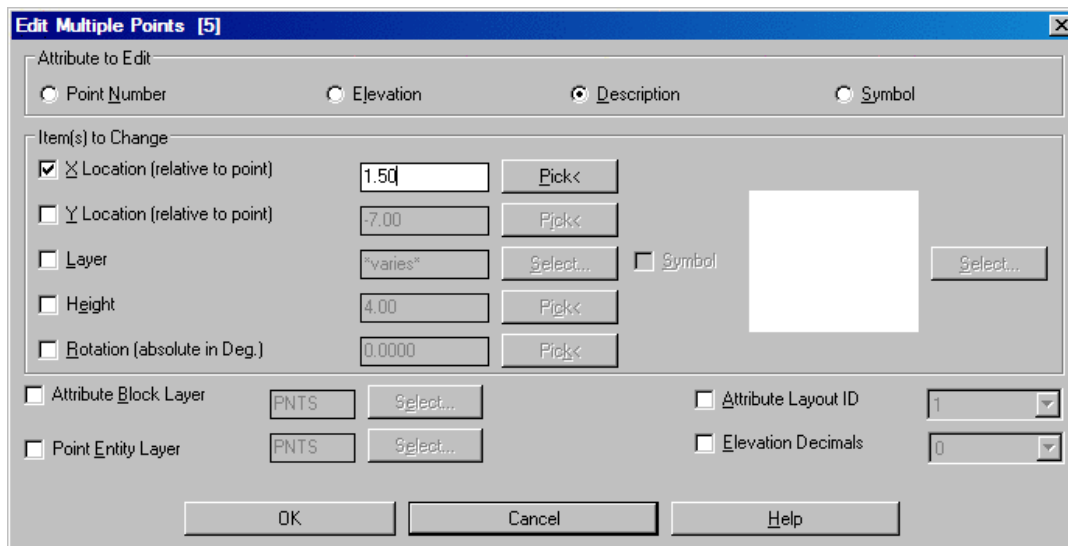 Edit Multiple Points [5]
Attribute to Edit
Point Number Elevation Description Symbol
Item(s) to Change
X Location (relative to point) 1.50 Pick<
Y Location (relative to point) -7.00 Pick<
Layer *varies* Select... Symbol Select...
Height 4.00 Pick<
Rotation (absolute in Deg.) 0.0000 Pick<
Attribute Block Layer PNTS Select... Attribute Layout ID 1
Point Entity Layer PNTS Select... Elevation Decimals 0
OK Cancel Help